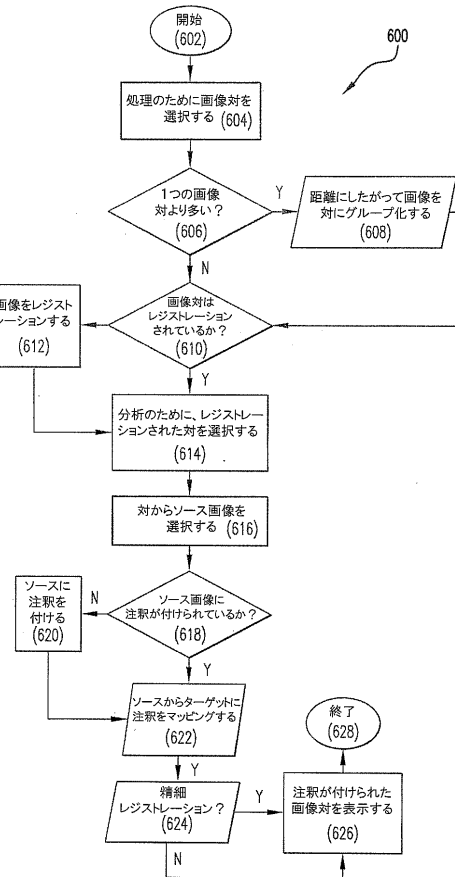 開始
(602)
600
処理のために画像対を
選択する (604)
1つの画像
対より多い?
(606)
Y
距離にしたがって画像を
対にグループ化する
(608)
N
画像対は
レジストレーション
されているか?
(610)
画像をレジスト
レーションする
(612)
Y
分析のために、レジストレー
ションされた対を選択する
(614)
対からソース画像を
選択する (616)
ソース画像に
注釈が付けられているか?
(618)
N
ソースに
注釈を
付ける
(620)
Y
ソースからターゲットに
注釈をマッピングする
(622)
終了
(628)
Y
精細
レジストレーション?
(624)
Y
注釈が付けられた
画像対を表示する
(626)
N